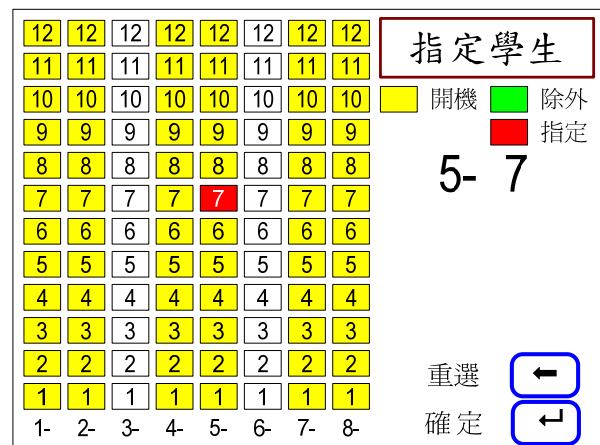 12 12 12 12 12 12 12 12
11 11 11 11 11 11 11 11
10 10 10 10 10 10 10 10
9 9 9 9 9 9 9 9
8 8 8 8 8 8 8 8
7 7 7 7 7 7 7 7
6 6 6 6 6 6 6 6
5 5 5 5 5 5 5 5
4 4 4 4 4 4 4 4
3 3 3 3 3 3 3 3
2 2 2 2 2 2 2 2
1 1 1 1 1 1 1 1
1- 2- 3- 4- 5- 6- 7- 8-
指定學生
開機 除外
指定
5- 7
重選
確定